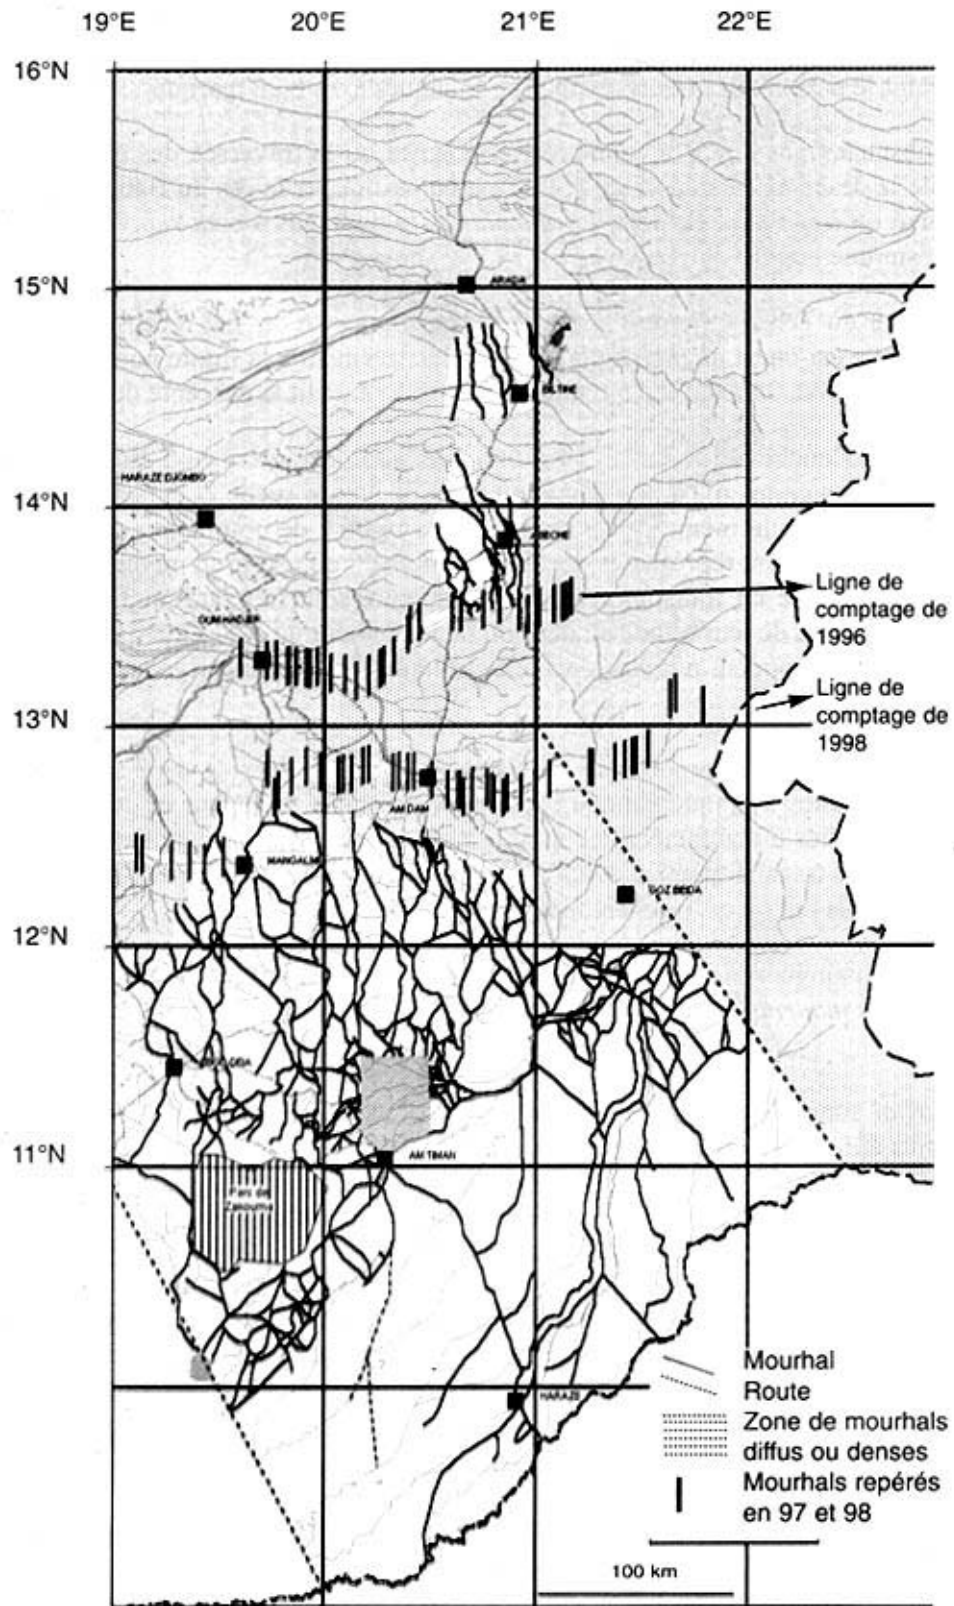 19°E 20°E 21°E 22°E
16°N
ARADA
15°N
BILTINE
HARAZE DJOMBO
14°N
ABECHE
Ligne de
comptage de
1996
OUM HADJER
Ligne de
comptage de
1998
13°N
AM DAM
MANGALME
GOZ BEIDA
12°N
AM TIMAN
11°N
Parc de
Zakouma
Mourhal
Route
HARAZE
Zone de mourhals
diffus ou denses
Mourhals repérés
en 97 et 98
100 km